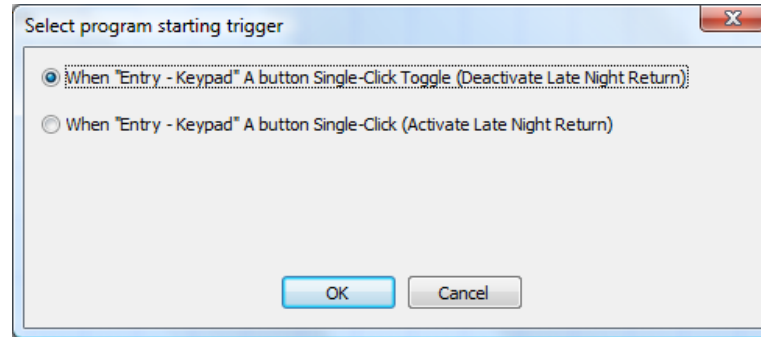 Select program starting trigger
When "Entry - Keypad" A button Single-Click Toggle (Deactivate Late Night Return)
When "Entry - Keypad" A button Single-Click (Activate Late Night Return)
OK Cancel